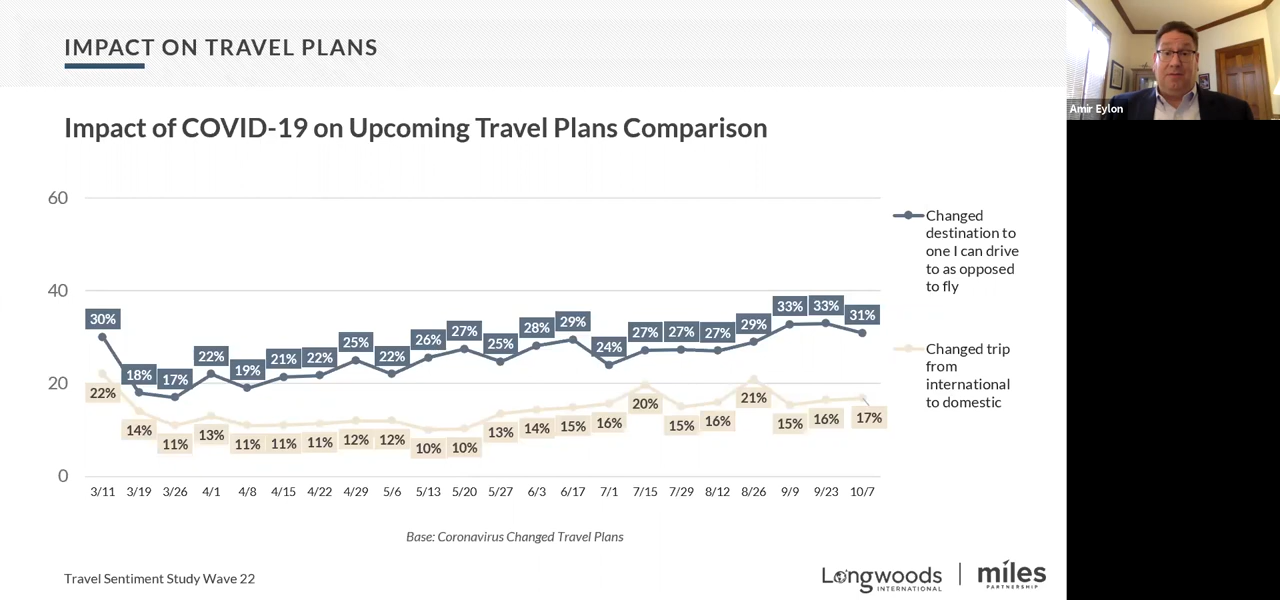 IMPACT ON TRAVEL PLANS
Amir Eylon
Impact of COVID-19 on Upcoming Travel Plans Comparison
60
40
20
0
30%
18%
17%
22%
19%
21%
22%
25%
22%
26%
27%
25%
28%
29%
24%
27%
27%
27%
29%
33%
33%
31%
22%
14%
11%
13%
11%
11%
11%
12%
12%
10%
10%
13%
14%
15%
16%
20%
15%
16%
21%
15%
16%
17%
3/11 3/19 3/26 4/1 4/8 4/15 4/22 4/29 5/6 5/13 5/20 5/27 6/3 6/17 7/1 7/15 7/29 8/12 8/26 9/9 9/23 10/7
Changed
destination to
one I can drive
to as opposed
to fly
Changed trip
from
international
to domestic
Base: Coronavirus Changed Travel Plans
Travel Sentiment Study Wave 22
Longwoods
INTERNATIONAL
miles
PARTNERSHIP